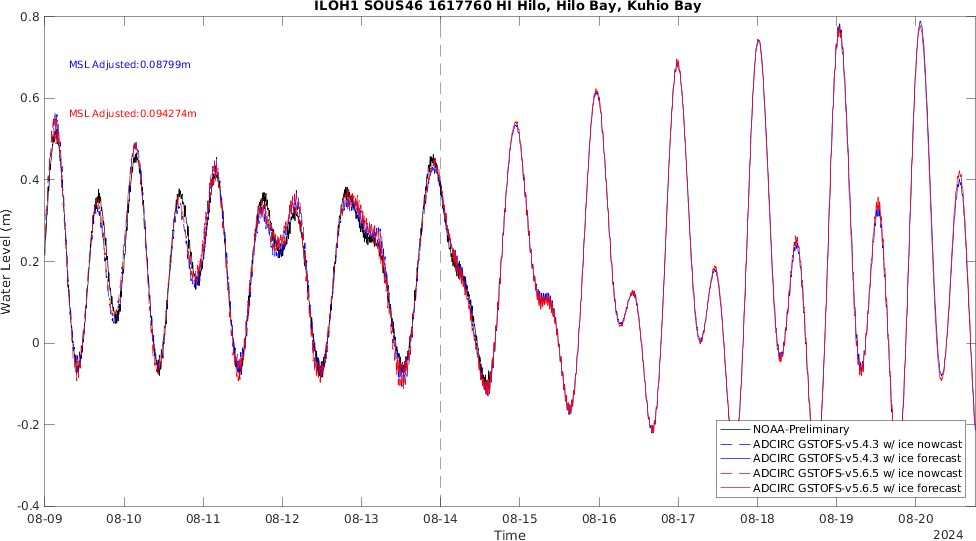 ILOH1 SOUS46 1617760 HI Hilo, Hilo Bay, Kuhio Bay
0.8
0.6
0.4
0.2
0
-0.2
-0.4
Water Level (m)
MSL Adjusted:0.08799m
MSL Adjusted:0.094274m
NOAA-Preliminary
ADCIRC GSTOFS-v5.4.3 w/ ice nowcast
ADCIRC GSTOFS-v5.4.3 w/ ice forecast
ADCIRC GSTOFS-v5.6.5 w/ ice nowcast
ADCIRC GSTOFS-v5.6.5 w/ ice forecast
08-09 08-10 08-11 08-12 08-13 08-14 08-15 08-16 08-17 08-18 08-19 08-20
Time
2024